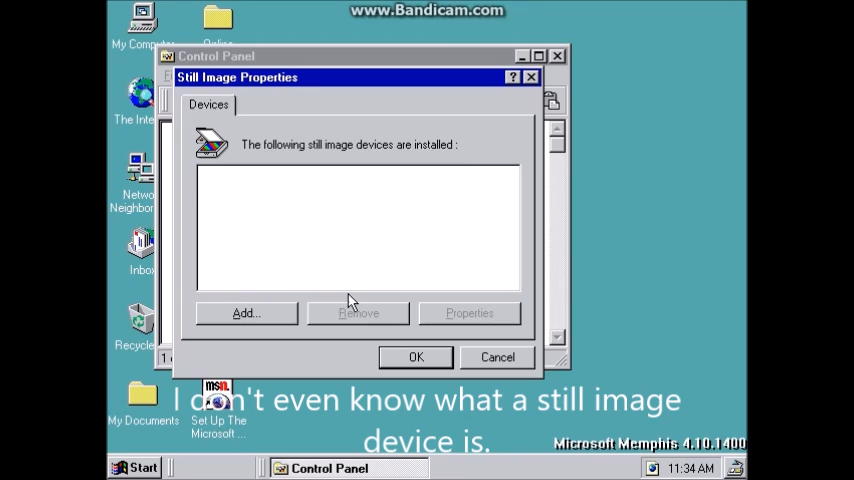 www.Bandicam.com
My Computer
Control Panel
Still Image Properties
Devices
The Inte
The following still image devices are installed :
Netwo
Neighborh
Inbox
Add...
Remove
Properties
Recycle
OK
Cancel
msn.
I don't even know what a still image
device is.
My Documents
Set Up The
Microsoft ...
Microsoft Memphis 4.10.1400
Start
Control Panel
11:34 AM